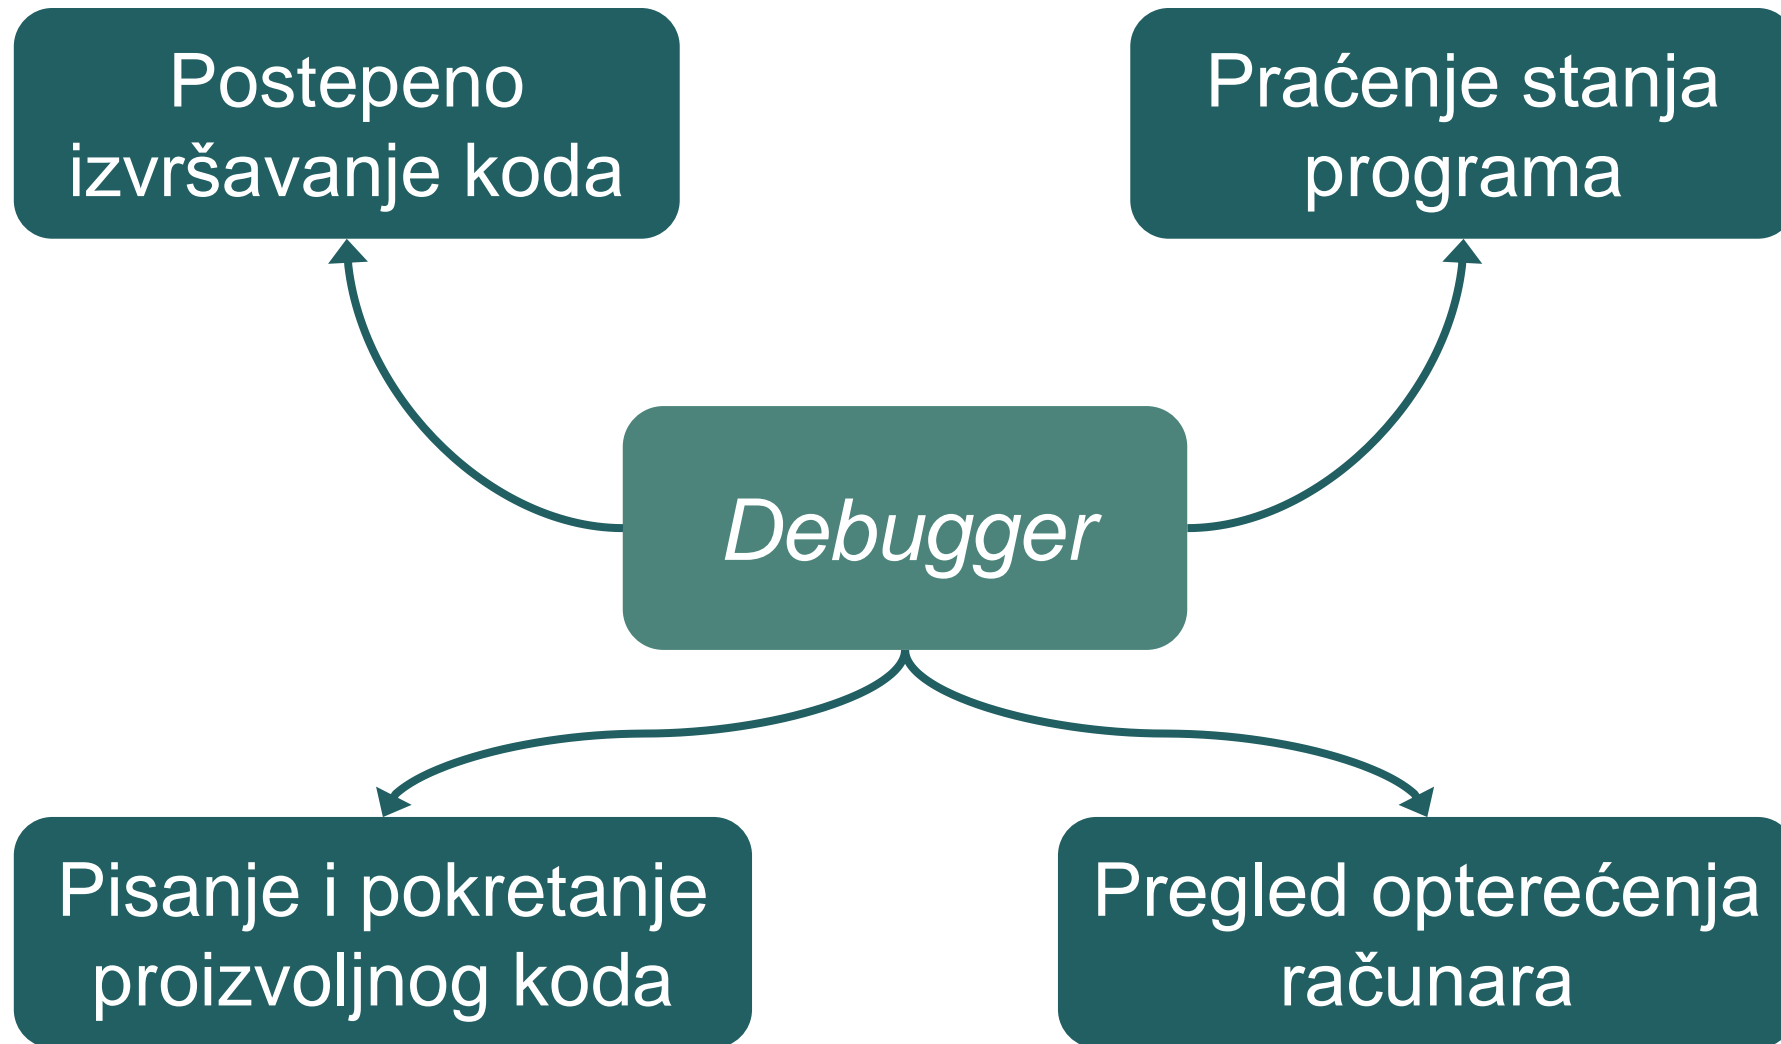 Postepeno
izvršavanje koda
Praćenje stanja
programa
Debugger
Pisanje i pokretanje
proizvoljnog koda
Pregled opterećenja
računara